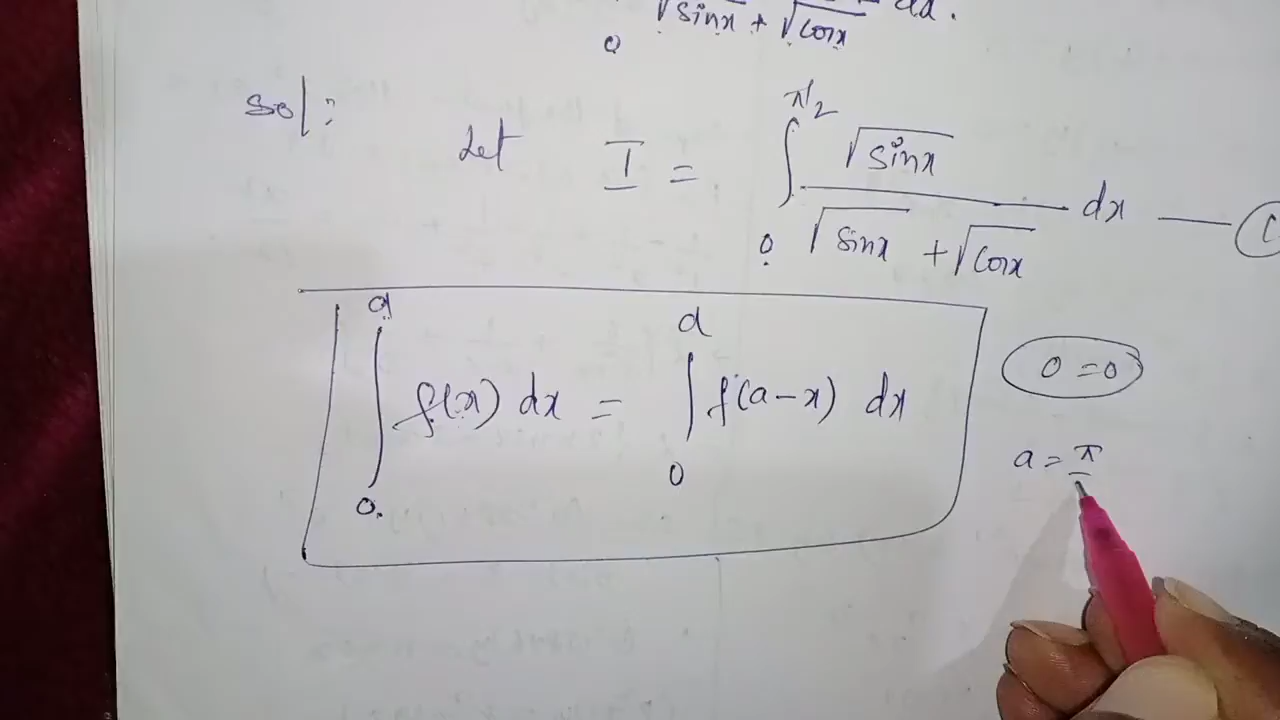 √sinx + √cosx dx.
0
Sol:
Let I = ∫ √sinx / √sinx + √cosx dx — (1
π/2
0
a a
∫ f(x) dx = ∫ f(a-x) dx
0. 0
0 = 0
a = π